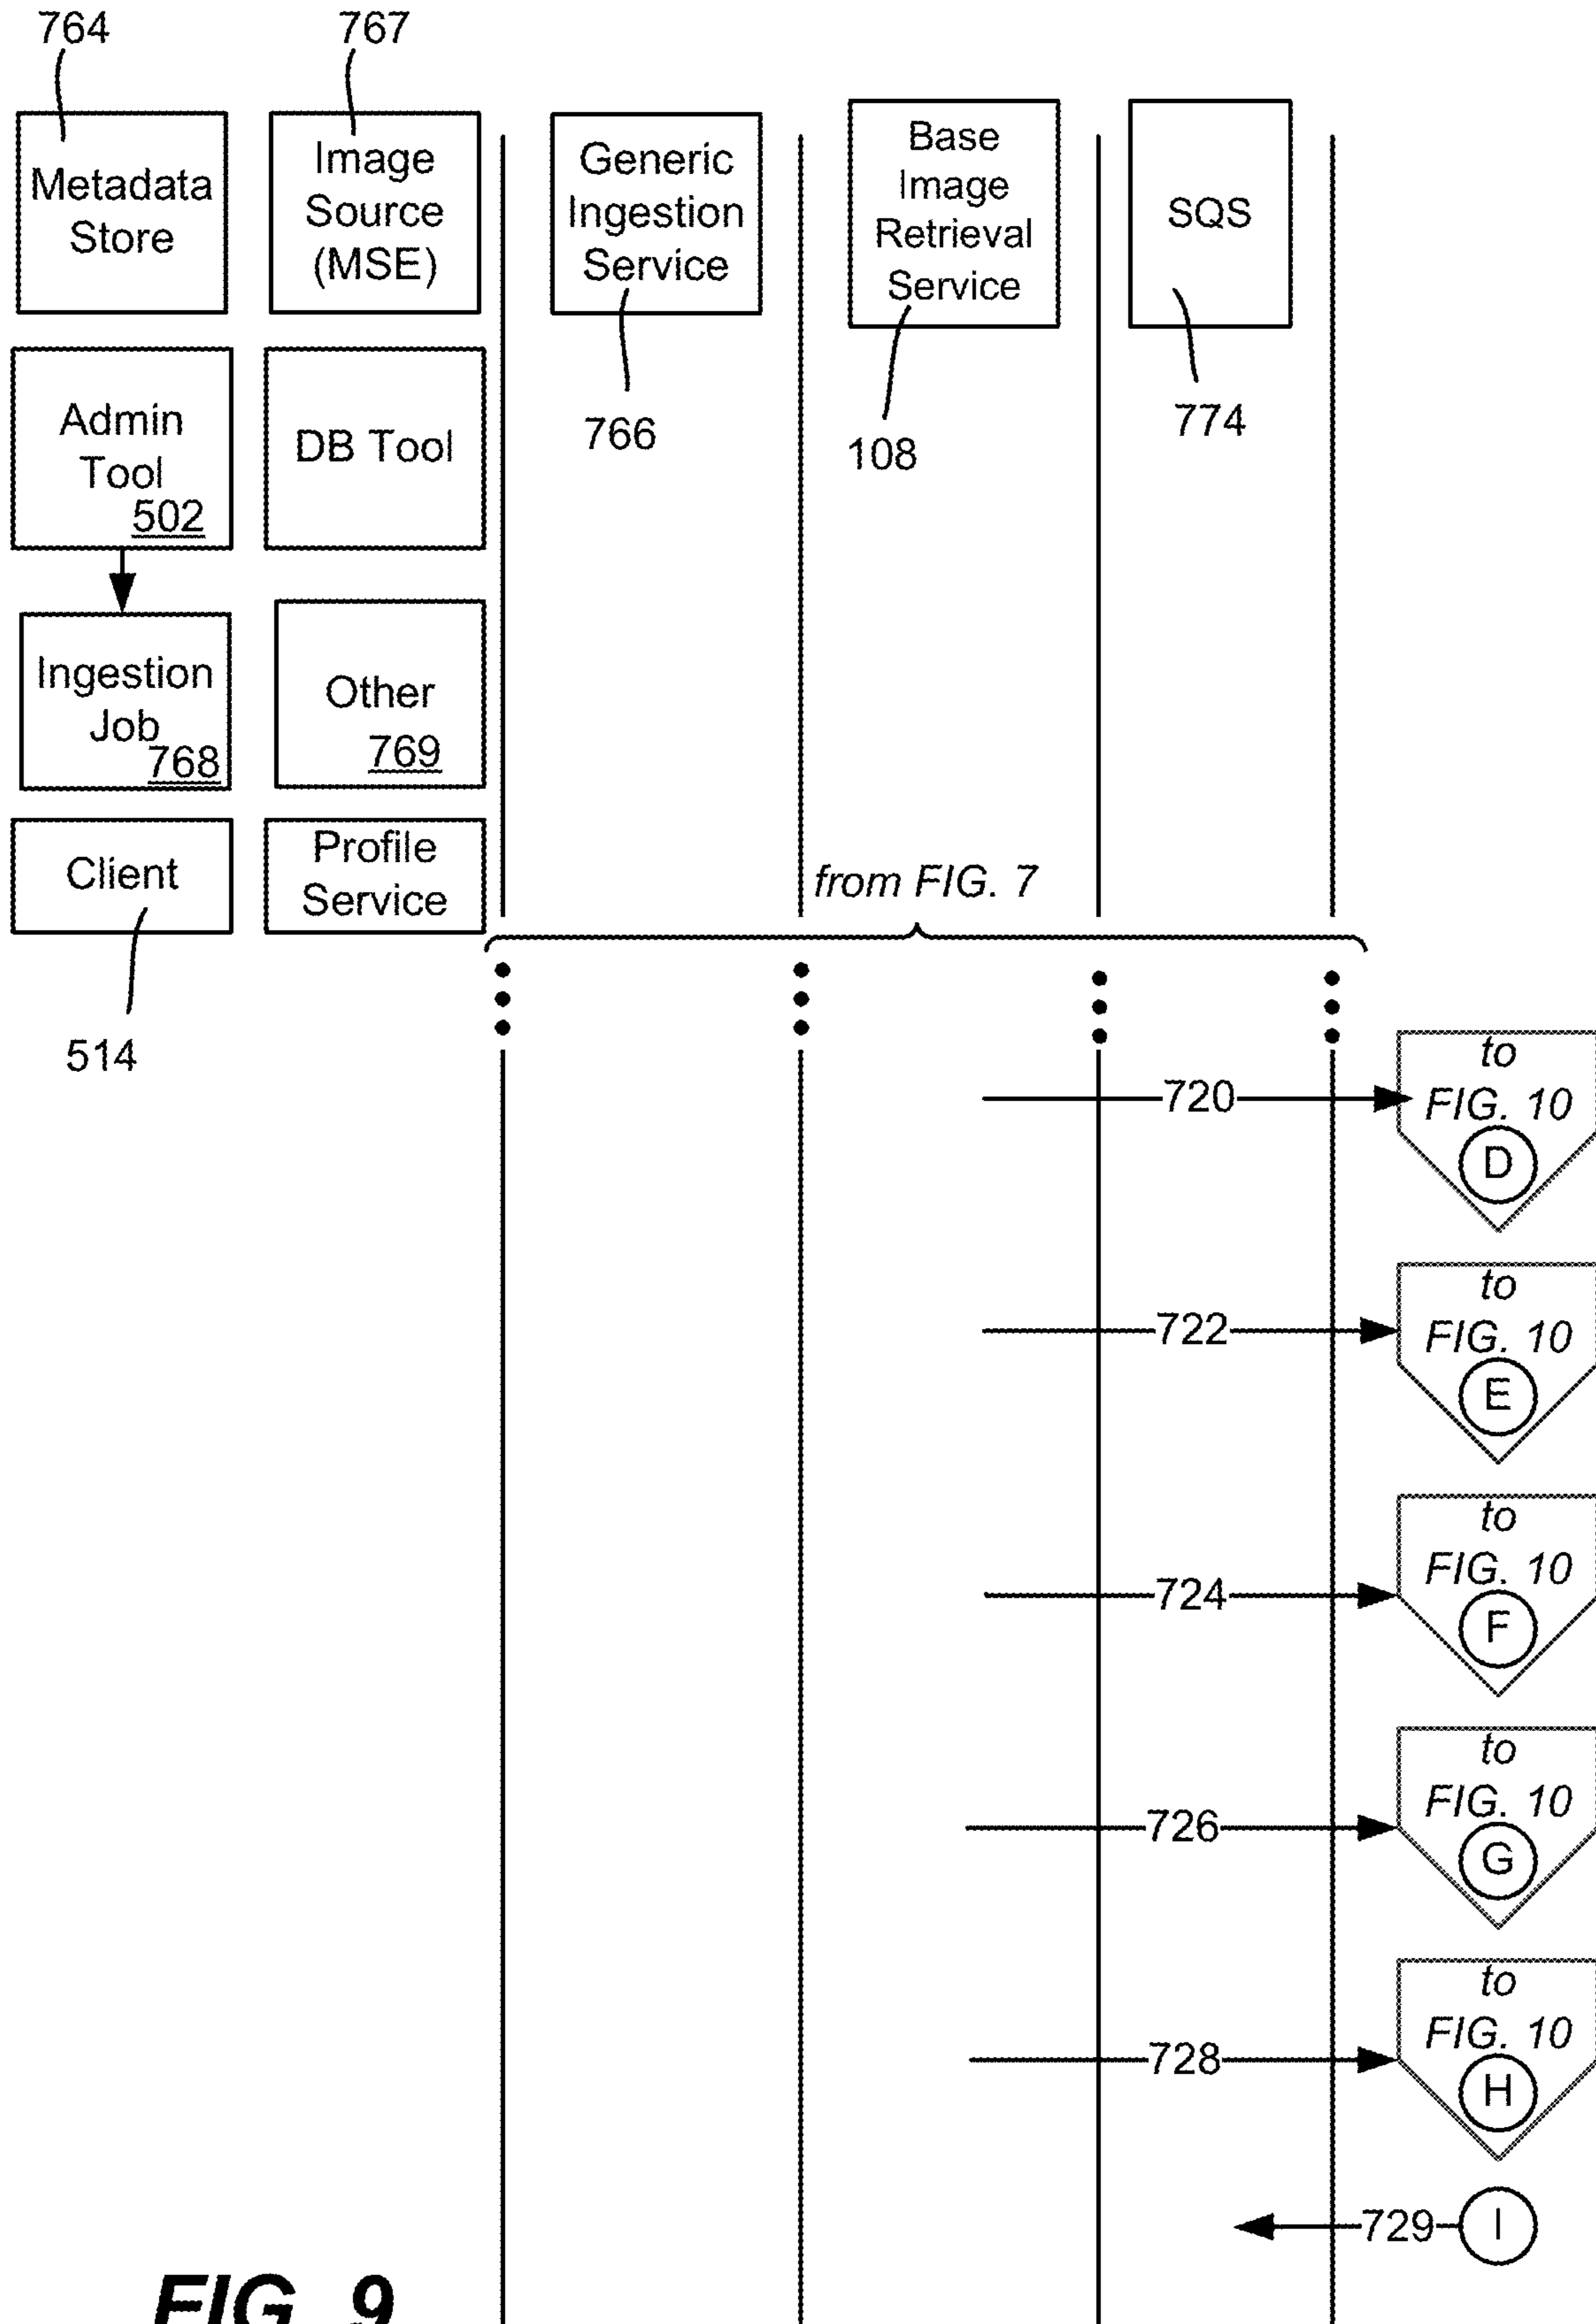 764
767
Metadata
Store
Image
Source
(MSE)
Generic
Ingestion
Service
Base
Image
Retrieval
Service
SQS
766
108
774
Admin
Tool
502
DB Tool
Ingestion
Job
768
Other
769
Client
Profile
Service
514
from FIG. 7
720
to
FIG. 10
D
722
to
FIG. 10
E
724
to
FIG. 10
F
726
to
FIG. 10
G
728
to
FIG. 10
H
729
I
FIG. 9